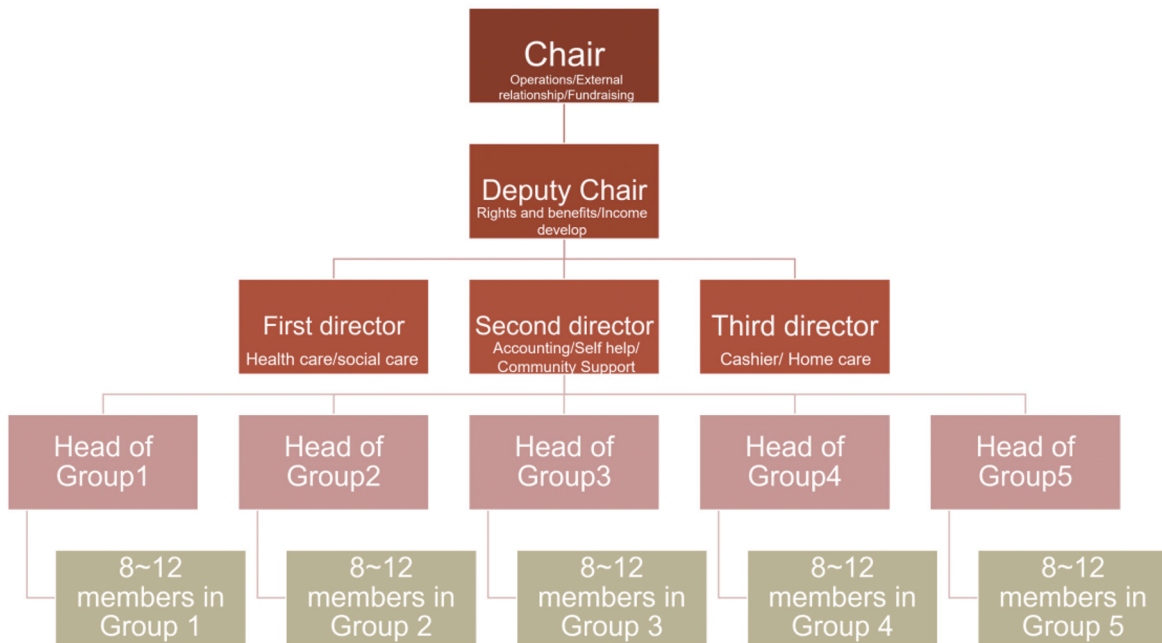 Chair
Operations/External
relationship/Fundraising
Deputy Chair
Rights and benefits/Income
develop
First director
Health care/social care
Second director
Accounting/Self help/
Community Support
Third director
Cashier/ Home care
Head of
Group1
Head of
Group2
Head of
Group3
Head of
Group4
Head of
Group5
8~12
members in
Group 1
8~12
members in
Group 2
8~12
members in
Group 3
8~12
members in
Group 4
8~12
members in
Group 5